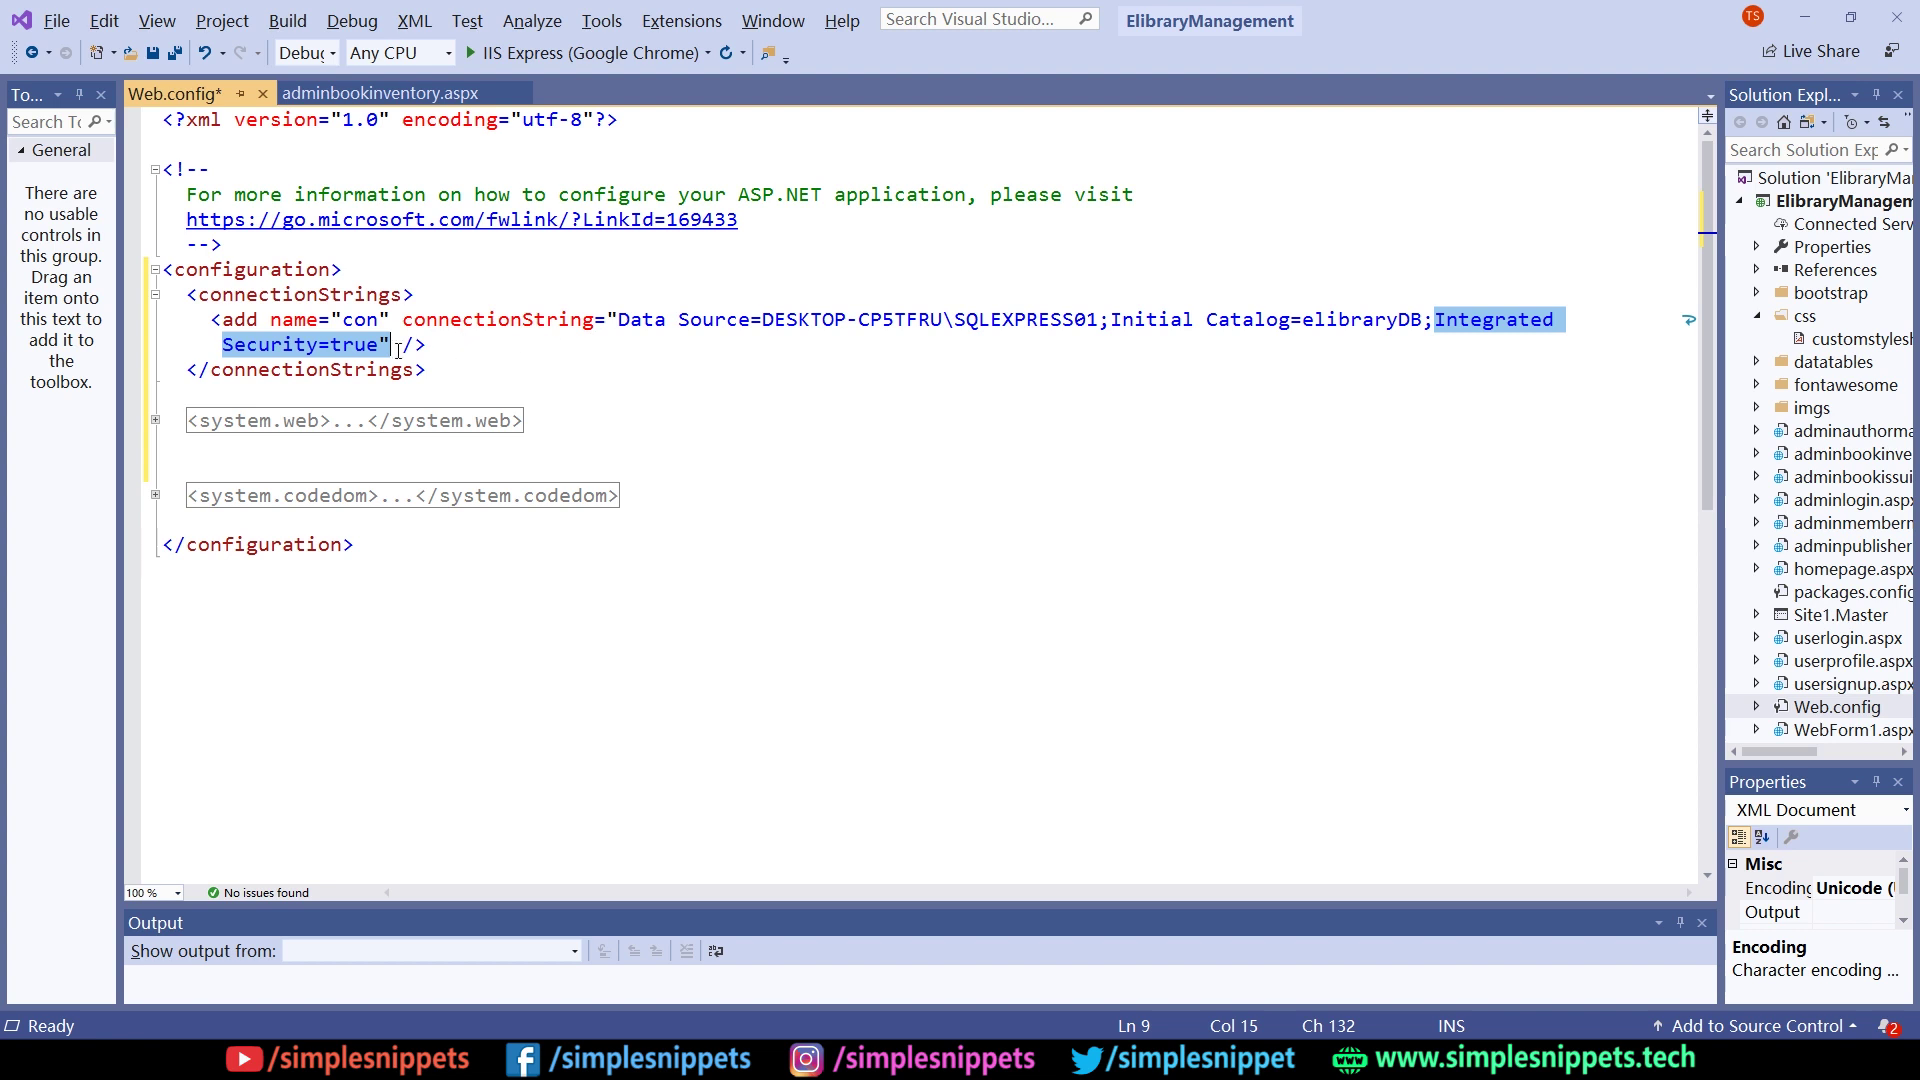 File Edit View Project Build Debug XML Test Analyze Tools Extensions Window Help Search Visual Studio... ElibraryManagement TS
Debug Any CPU IIS Express (Google Chrome) Live Share
To...
Search To
General
There are
no usable
controls in
this group.
Drag an
item onto
this text to
add it to
the
toolbox.
Web.config* adminbookinventory.aspx
<?xml version="1.0" encoding="utf-8"?>
<!--
For more information on how to configure your ASP.NET application, please visit
https://go.microsoft.com/fwlink/?LinkId=169433
-->
<configuration>
<connectionStrings>
<add name="con" connectionString="Data Source=DESKTOP-CP5TFRU\SQLEXPRESS01;Initial Catalog=elibraryDB;Integrated
Security=true" />
</connectionStrings>
<system.web>...</system.web>
<system.codedom>...</system.codedom>
</configuration>
100 % No issues found
Output
Show output from:
Solution Expl...
Search Solution Exp
Solution 'ElibraryMa
ElibraryManagem
Connected Serv
Properties
References
bootstrap
css
customstylesh
datatables
fontawesome
imgs
adminauthorma
adminbookinve
adminbookissui
adminlogin.aspx
adminmemberm
adminpublisher
homepage.aspx
packages.config
Site1.Master
userlogin.aspx
userprofile.aspx
usersignup.aspx
Web.config
WebForm1.aspx
Properties
XML Document
Misc
Encoding Unicode (
Output
Encoding
Character encoding ...
Ready Ln 9 Col 15 Ch 132 INS Add to Source Control 2
/simplesnippets /simplesnippets /simplesnippets /simplesnippets www.simplesnippets.tech